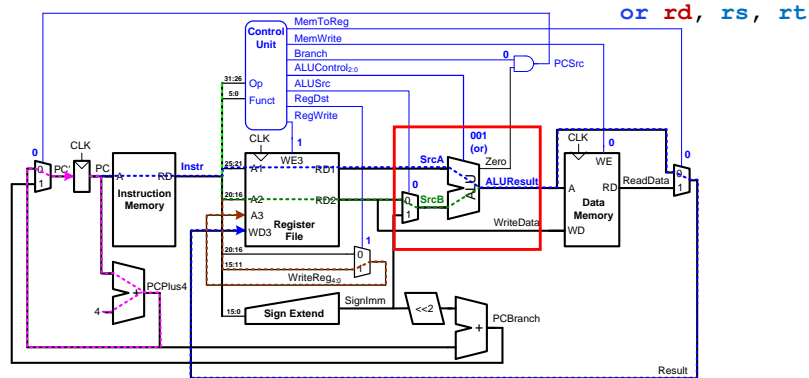 or rd, rs, rt
Control
Unit
MemToReg
MemWrite
Branch
ALUControl2:0
ALUSrc
RegDst
RegWrite
31:26
Op
5:0
Funct
0
PCSrc
0
CLK
PC'
0
1
PC
A
RD
Instruction
Memory
Instr
25:21
20:16
CLK
1
WE3
A1
RD1
A2
RD2
A3
WD3
Register
File
SrcA
001
(or)
ALU
Zero
ALUResult
0
0
1
SrcB
CLK
0
WE
A
RD
Data
Memory
WD
WriteData
ReadData
0
0
1
20:16
15:11
1
0
1
WriteReg4:0
4
+
PCPlus4
15:0
Sign Extend
SignImm
<<2
+
PCBranch
Result